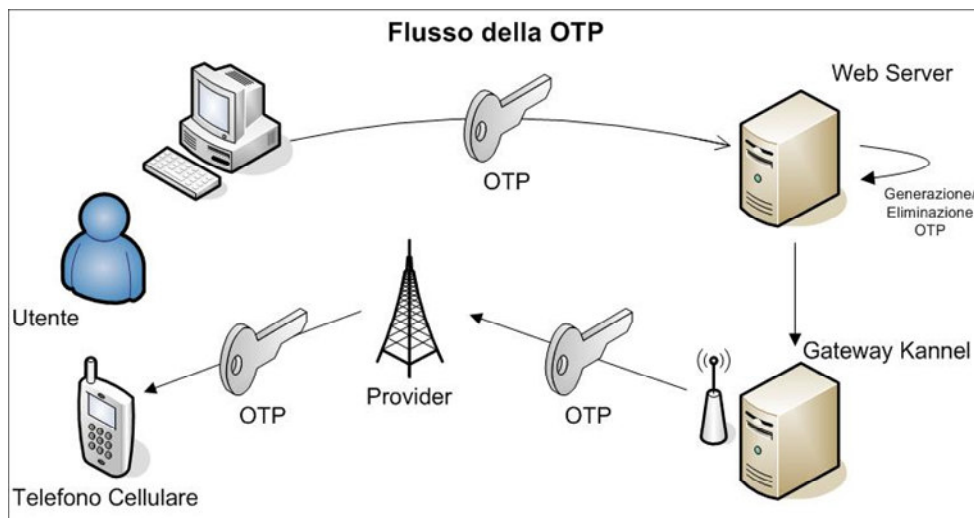 Flusso della OTP
Web Server
OTP
Generazione/
Eliminazione
OTP
Utente
Gateway Kannel
Provider
OTP
OTP
Telefono Cellulare